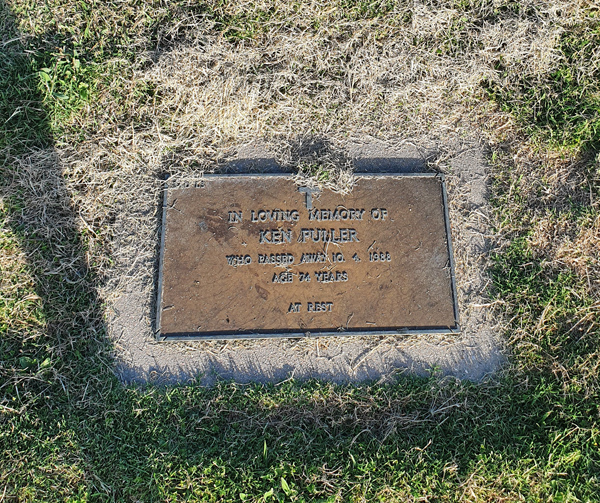 IN LOVING MEMORY OF
KEN FULLER
WHO PASSED AWAY 10. 4. 1988
AGE 74 YEARS
AT REST